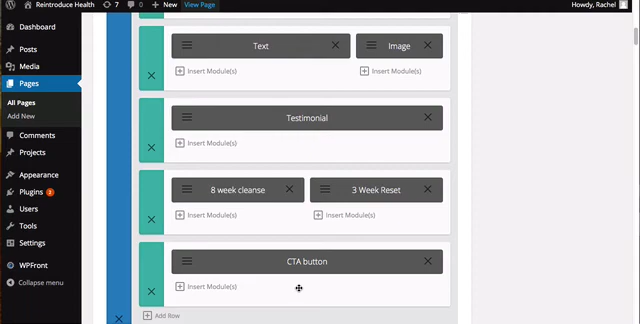 Reintroduce Health 7 0 + New View Page Howdy, Rachel
Dashboard
Posts
Media
Pages
All Pages
Add New
Comments
Projects
Appearance
Plugins 1
Users
Tools
Settings
WPFront
Collapse menu
Text Image
Insert Module(s) Insert Module(s)
Testimonial
Insert Module(s)
8 week cleanse 3 Week Reset
Insert Module(s) Insert Module(s)
CTA button
Insert Module(s)
Add Row